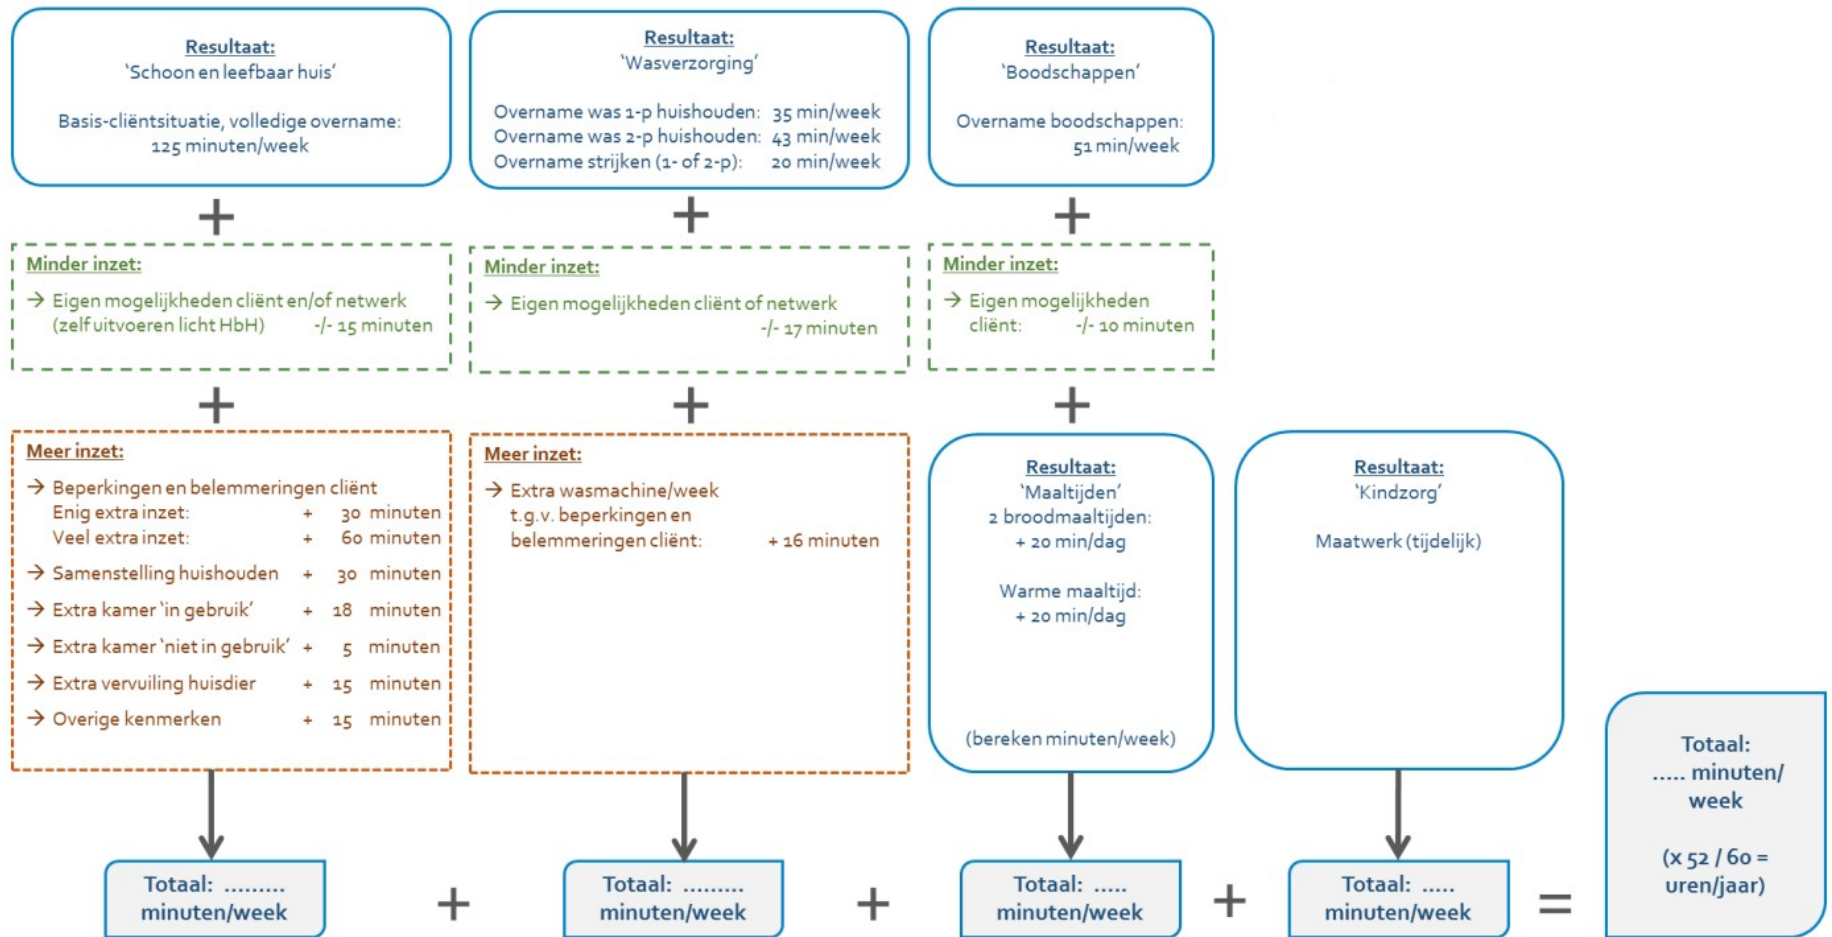 Resultaat:
‘Schoon en leefbaar huis’
Basis-cliëntsituatie, volledige overname:
125 minuten/week
+
Minder inzet:
→ Eigen mogelijkheden cliënt en/of netwerk
(zelf uitvoeren licht HbH) -/- 15 minuten
+
Meer inzet:
→ Beperkingen en belemmeringen cliënt
Enig extra inzet: + 30 minuten
Veel extra inzet: + 60 minuten
→ Samenstelling huishouden + 30 minuten
→ Extra kamer ‘in gebruik’ + 18 minuten
→ Extra kamer ‘niet in gebruik’ + 5 minuten
→ Extra vervuiling huisdier + 15 minuten
→ Overige kenmerken + 15 minuten
Totaal: .........
minuten/week
+
Resultaat:
‘Wasverzorging’
Overname was 1-p huishouden: 35 min/week
Overname was 2-p huishouden: 43 min/week
Overname strijken (1- of 2-p): 20 min/week
+
Minder inzet:
→ Eigen mogelijkheden cliënt of netwerk
-/- 17 minuten
+
Meer inzet:
→ Extra wasmachine/week
t.g.v. beperkingen en
belemmeringen cliënt: + 16 minuten
Totaal: .........
minuten/week
+
Resultaat:
‘Boodschappen’
Overname boodschappen:
51 min/week
+
Minder inzet:
→ Eigen mogelijkheden
cliënt: -/- 10 minuten
+
Resultaat:
‘Maaltijden’
2 broodmaaltijden:
+ 20 min/dag
Warme maaltijd:
+ 20 min/dag
(bereken minuten/week)
Totaal: .....
minuten/week
+
Resultaat:
‘Kindzorg’
Maatwerk (tijdelijk)
Totaal: .....
minuten/week
=
Totaal:
..... minuten/
week
(x 52 / 60 =
uren/jaar)